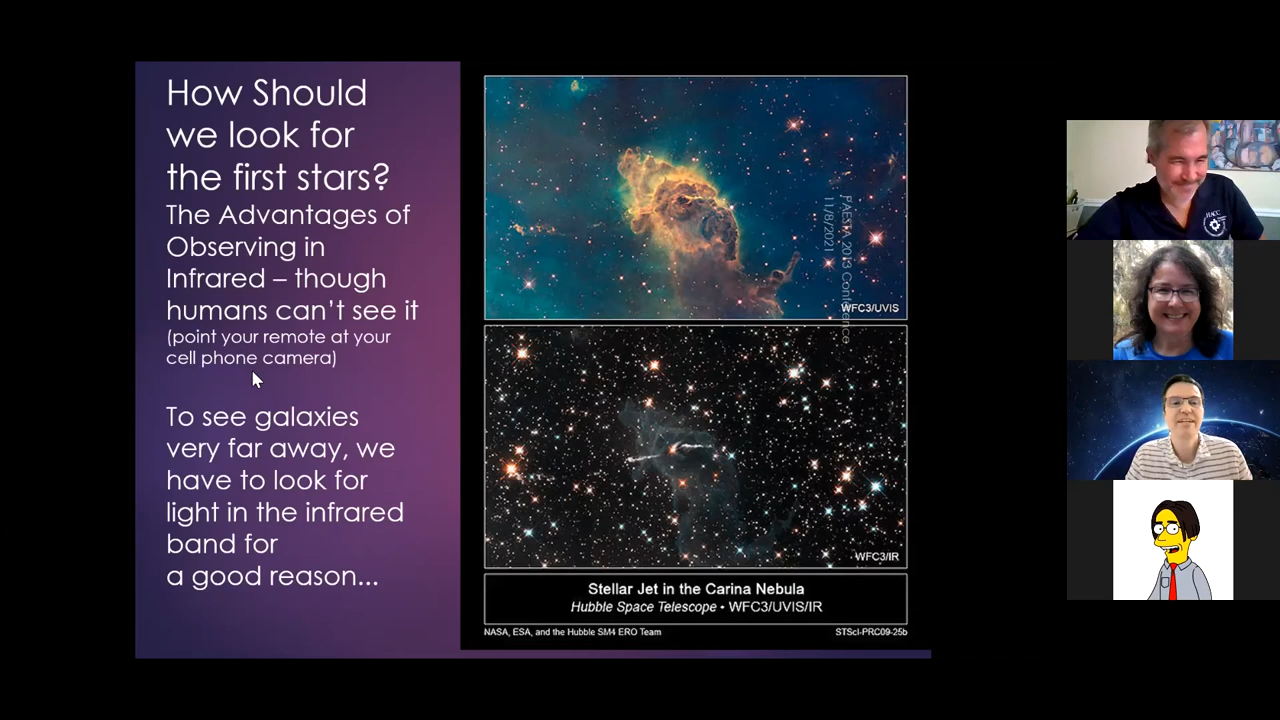 How Should
we look for
the first stars?
The Advantages of
Observing in
Infrared – though
humans can't see it
(point your remote at your
cell phone camera)
To see galaxies
very far away, we
have to look for
light in the infrared
band for
a good reason...
PAESTA 2013 Conference
11/8/2021
WFC3/UVIS
WFC3/IR
Stellar Jet in the Carina Nebula
Hubble Space Telescope • WFC3/UVIS/IR
NASA, ESA, and the Hubble SM4 ERO Team
STScI-PRC09-25b
HACC